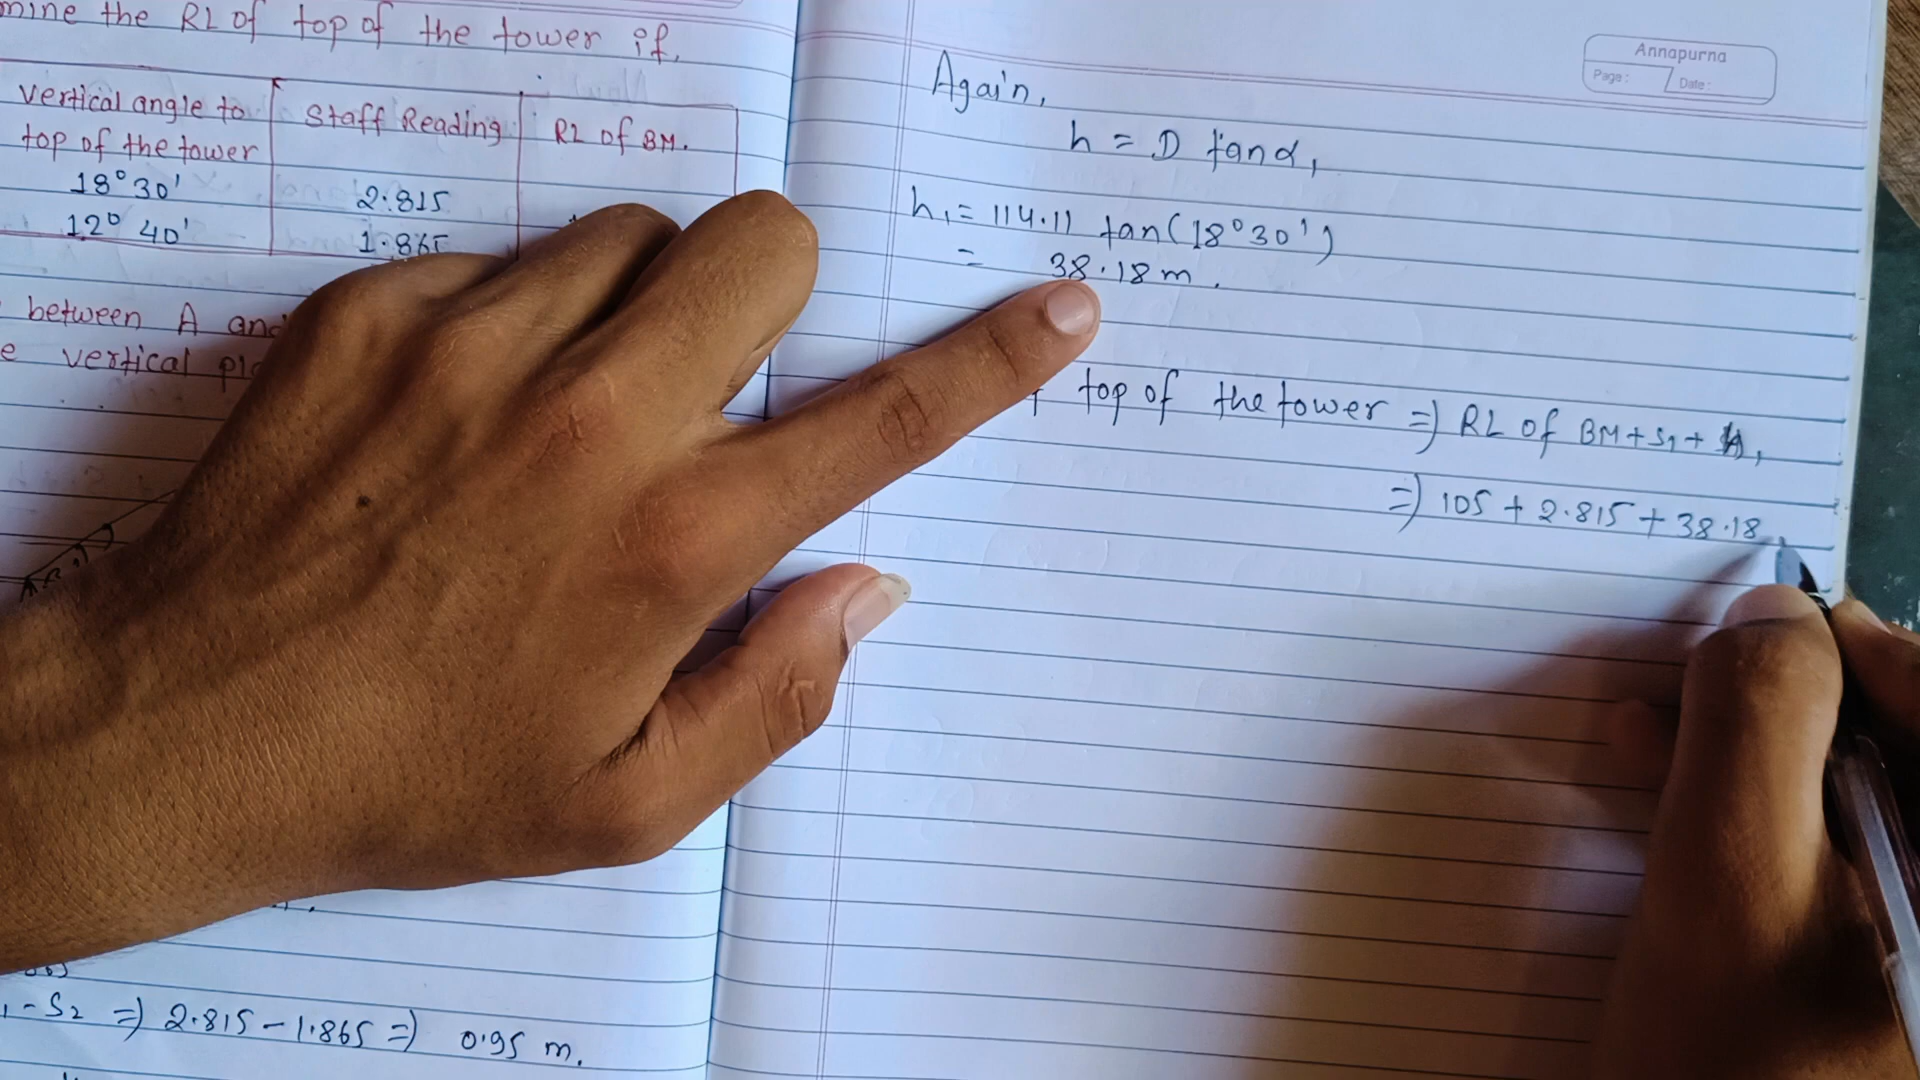 mine the RL of top of the tower if,
vertical angle to top of the tower
Staff Reading
RL of BM.
18°30' 2.815
12° 40' 1.865
between A and
vertical
1-S2 => 2.815-1.865 => 0.95 m.
Annapurna
Page: Date:
Again,
h = D tanα,
h1 = 114.11 tan(18°30')
= 38.18 m.
top of the tower => RL of BM + S1 + h1
=> 105 + 2.815 + 38.18